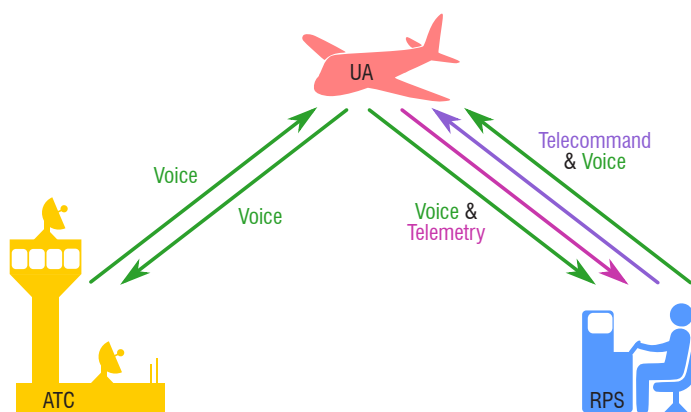 UA
Telecommand
& Voice
Voice
Voice
Voice &
Telemetry
ATC
RPS